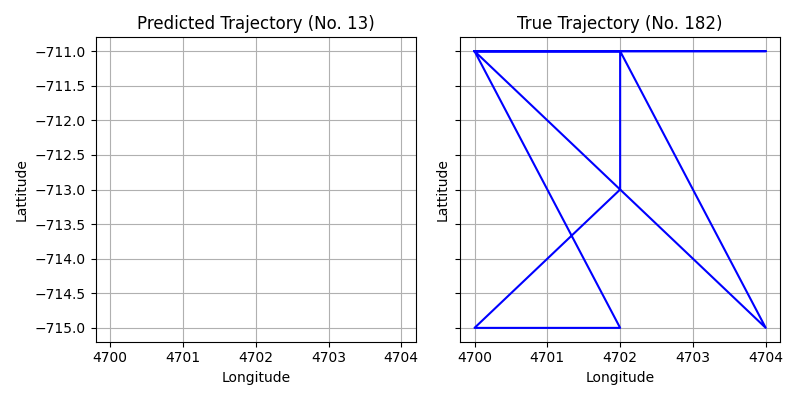 Predicted Trajectory (No. 13)
True Trajectory (No. 182)
−711.0
−711.5
−712.0
−712.5
−713.0
−713.5
−714.0
−714.5
−715.0
Lattitude
Lattitude
4700 4701 4702 4703 4704
4700 4701 4702 4703 4704
Longitude
Longitude